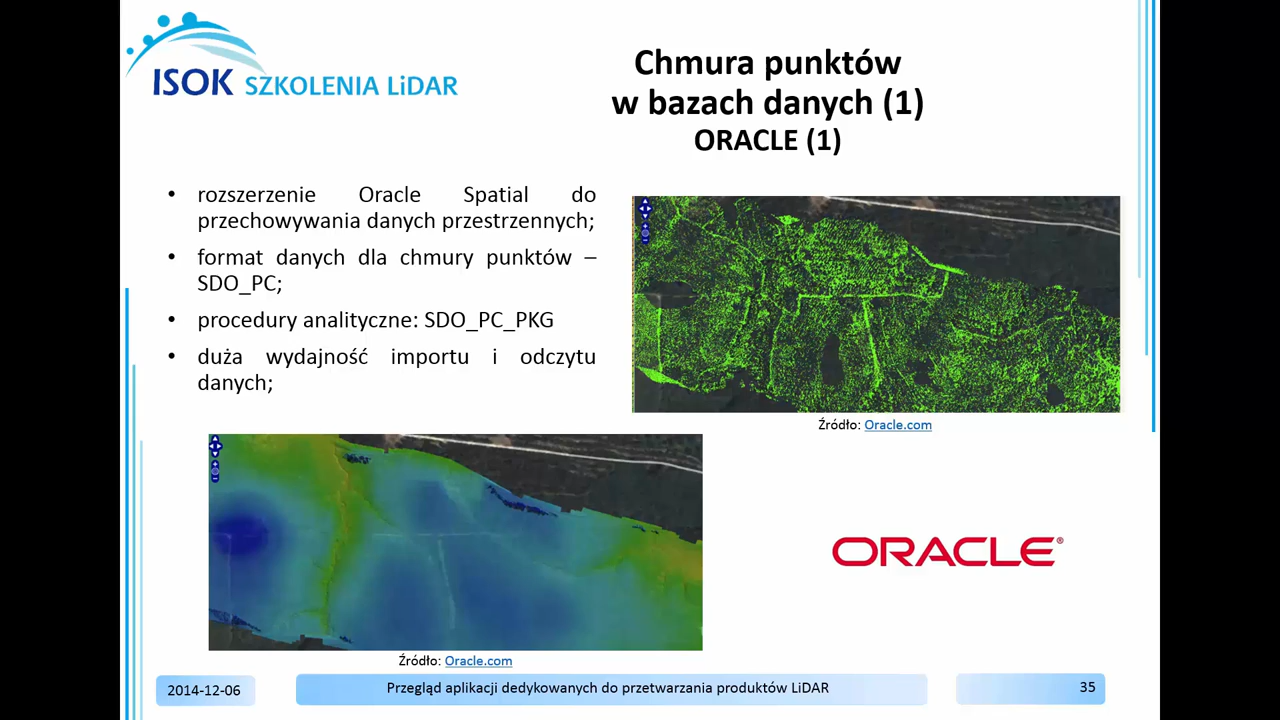 ISOK SZKOLENIA LiDAR
Chmura punktów
w bazach danych (1)
ORACLE (1)
• rozszerzenie Oracle Spatial do
przechowywania danych przestrzennych;
• format danych dla chmury punktów –
SDO_PC;
• procedury analityczne: SDO_PC_PKG
• duża wydajność importu i odczytu
danych;
Źródło: Oracle.com
ORACLE®
Źródło: Oracle.com
2014-12-06
Przegląd aplikacji dedykowanych do przetwarzania produktów LiDAR
35